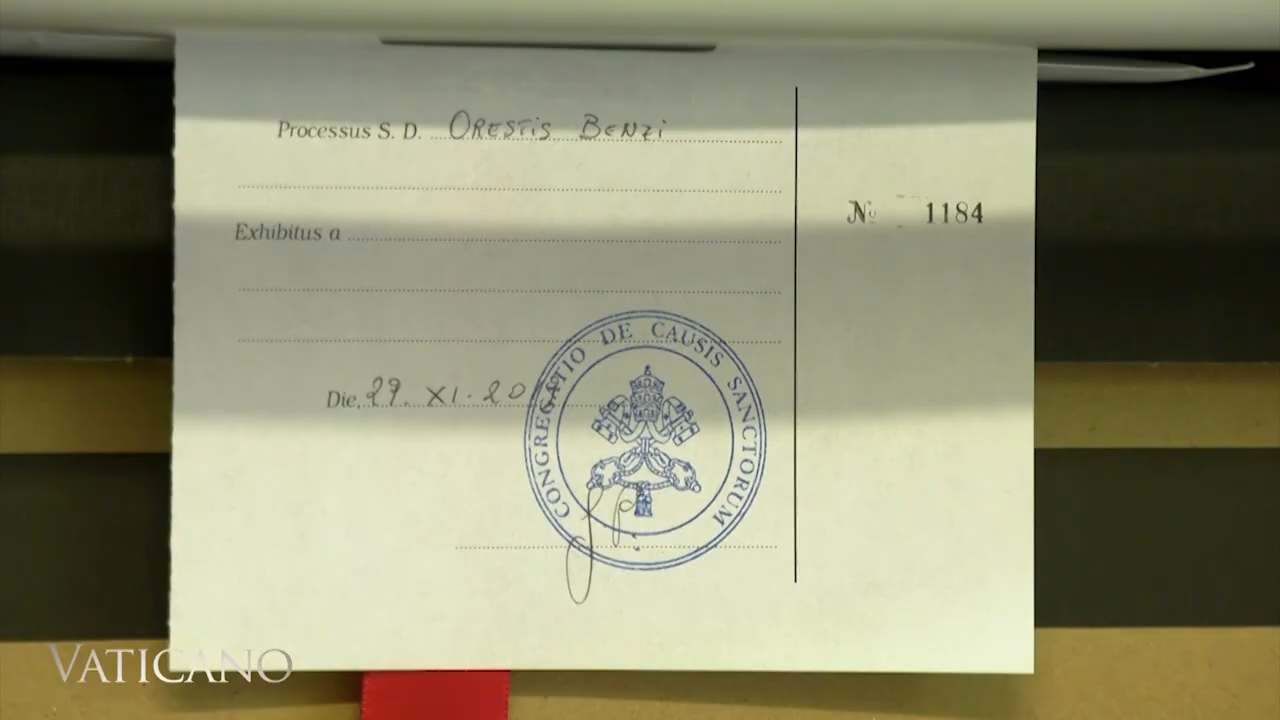 Processus S. D. ORESTIS BENZI
Nº 1184
Exhibitus a
Die, 29. XI. 20
CONGREGATIO DE CAUSIS SANCTORUM
VATICANO